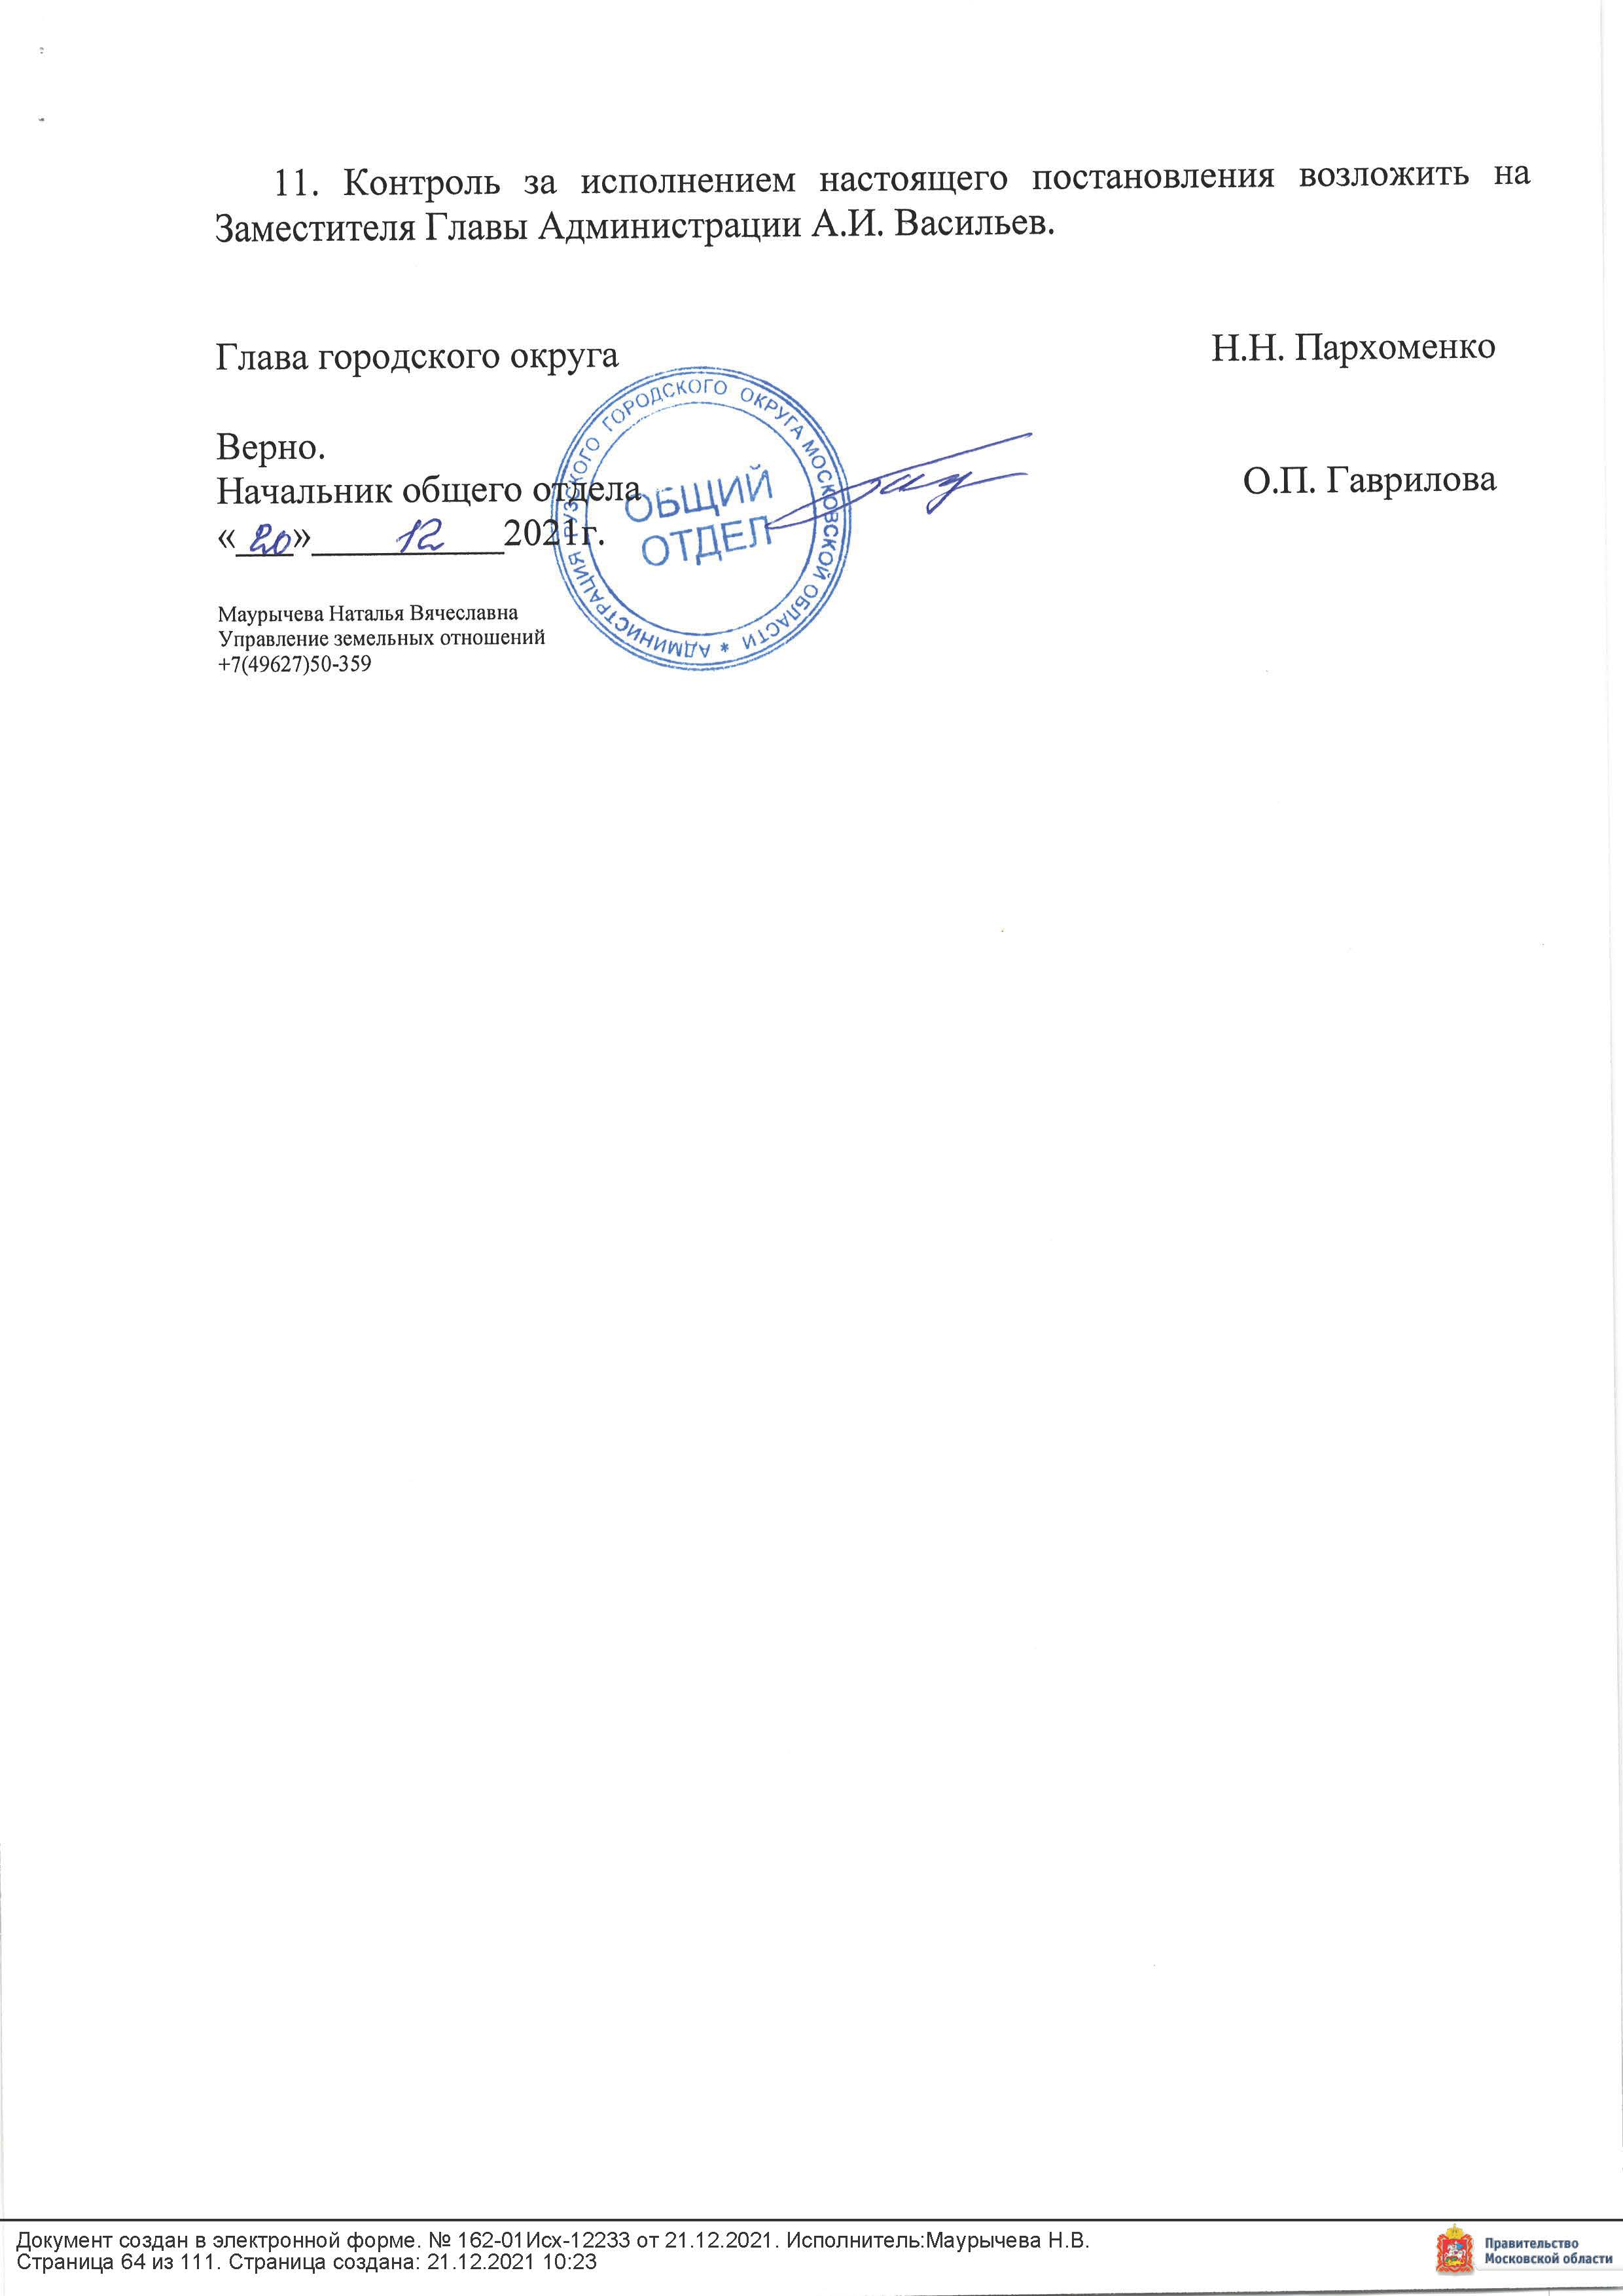 11. Контроль за исполнением настоящего постановления возложить на
Заместителя Главы Администрации А.И. Васильев.
Глава городского округа Н.Н. Пархоменко
Верно.
Начальник общего отдела О.П. Гаврилова
«20» 12 2021г.
АДМИНИСТРАЦИЯ РУЗСКОГО ГОРОДСКОГО ОКРУГА МОСКОВСКОЙ ОБЛАСТИ *
ОБЩИЙ
ОТДЕЛ
Маурычева Наталья Вячеславна
Управление земельных отношений
+7(49627)50-359
Документ создан в электронной форме. № 162-01Исх-12233 от 21.12.2021. Исполнитель:Маурычева Н.В.
Страница 64 из 111. Страница создана: 21.12.2021 10:23
Правительство
Московской области